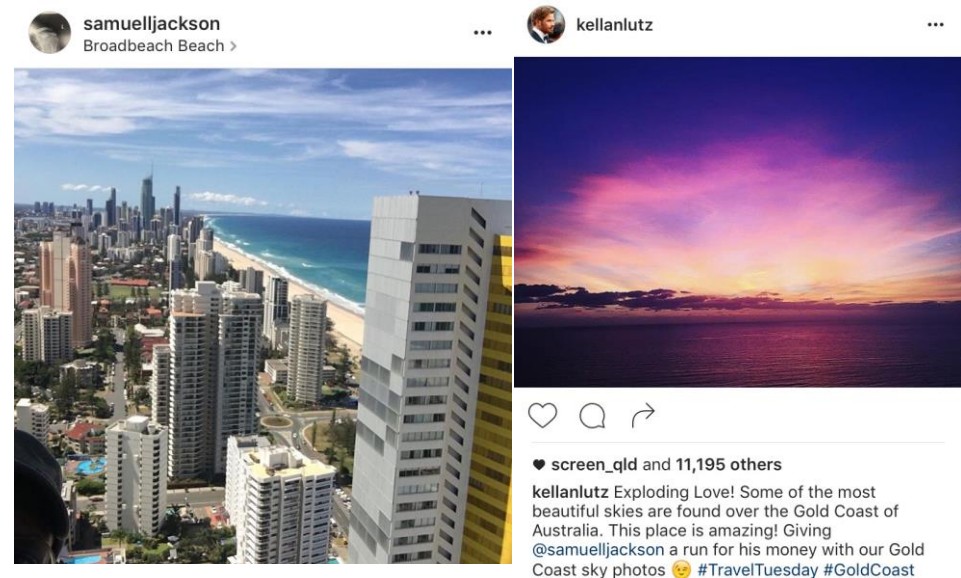 samuelljackson
Broadbeach Beach >
kellanlutz
screen_qld and 11,195 others
kellanlutz Exploding Love! Some of the most
beautiful skies are found over the Gold Coast of
Australia. This place is amazing! Giving
@samuelljackson a run for his money with our Gold
Coast sky photos 😉 #TravelTuesday #GoldCoast